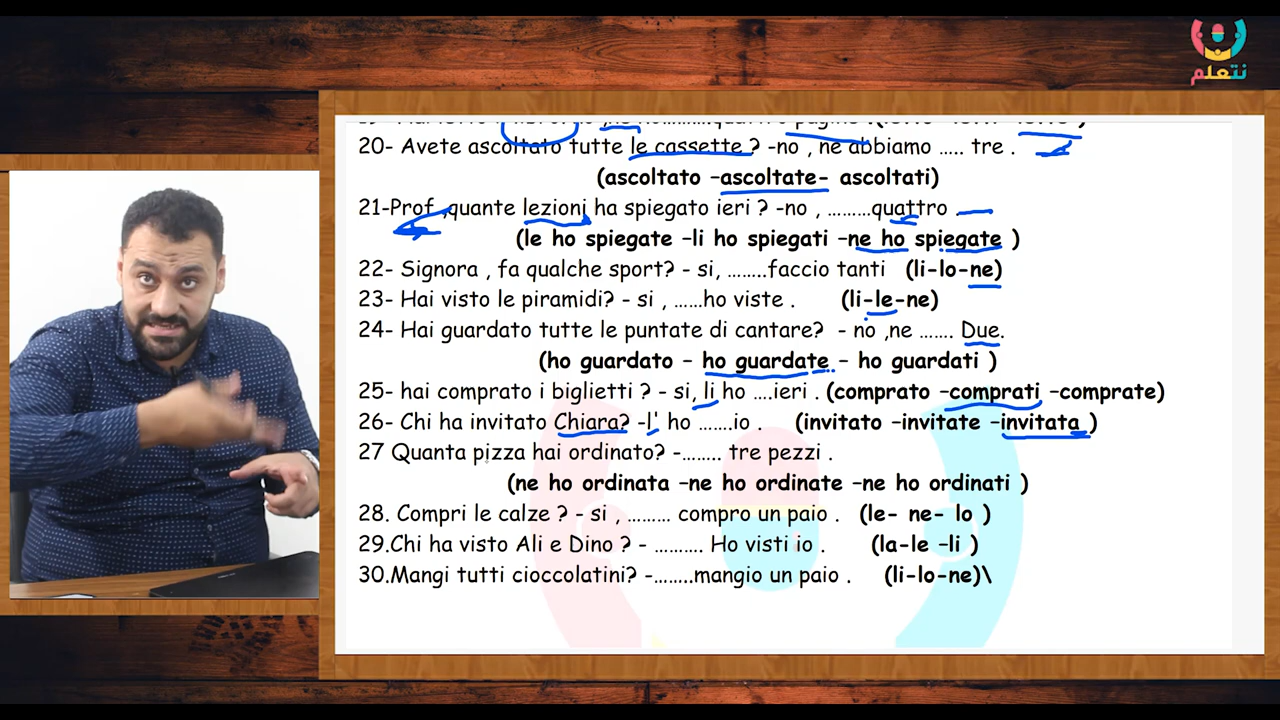 نتعلم
20- Avete ascoltato tutte le cassette ? -no , ne abbiamo ..... tre .
(ascoltato –ascoltate- ascoltati)
21-Prof ,quante lezioni ha spiegato ieri ? -no , .........quattro .
(le ho spiegate –li ho spiegati –ne ho spiegate )
22- Signora , fa qualche sport? - si, ........faccio tanti (li-lo-ne)
23- Hai visto le piramidi? - si , ......ho viste . (li-le-ne)
24- Hai guardato tutte le puntate di cantare? - no ,ne ....... Due.
(ho guardato – ho guardate – ho guardati )
25- hai comprato i biglietti ? - si, li ho ....ieri . (comprato –comprati –comprate)
26- Chi ha invitato Chiara? -l' ho .......io . (invitato –invitate –invitata )
27 Quanta pizza hai ordinato? -........ tre pezzi .
(ne ho ordinata –ne ho ordinate –ne ho ordinati )
28. Compri le calze ? - si , ......... compro un paio . (le- ne- lo )
29.Chi ha visto Ali e Dino ? - .......... Ho visti io . (la-le –li )
30.Mangi tutti cioccolatini? -........mangio un paio . (li-lo-ne)\